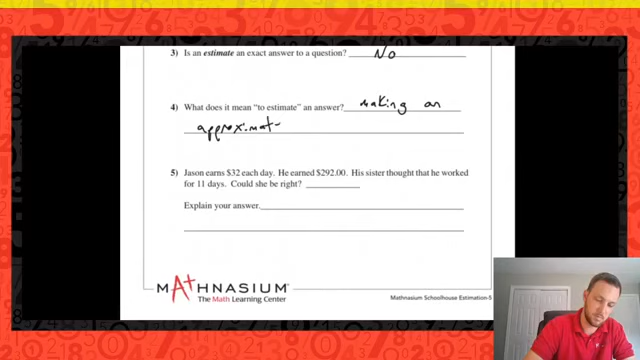 3) Is an estimate an exact answer to a question? No
4) What does it mean "to estimate" an answer? making an
approximat
5) Jason earns $32 each day. He earned $292.00. His sister thought that he worked
for 11 days. Could she be right?
Explain your answer.
MATHNASIUM®
The Math Learning Center
Mathnasium Schoolhouse Estimation-5